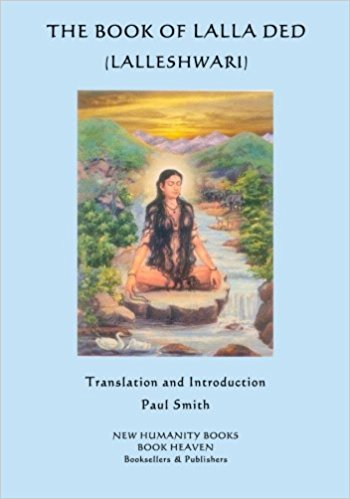 THE BOOK OF LALLA DED
(LALLESHWARI)
Translation and Introduction
Paul Smith
NEW HUMANITY BOOKS
BOOK HEAVEN
Booksellers & Publishers